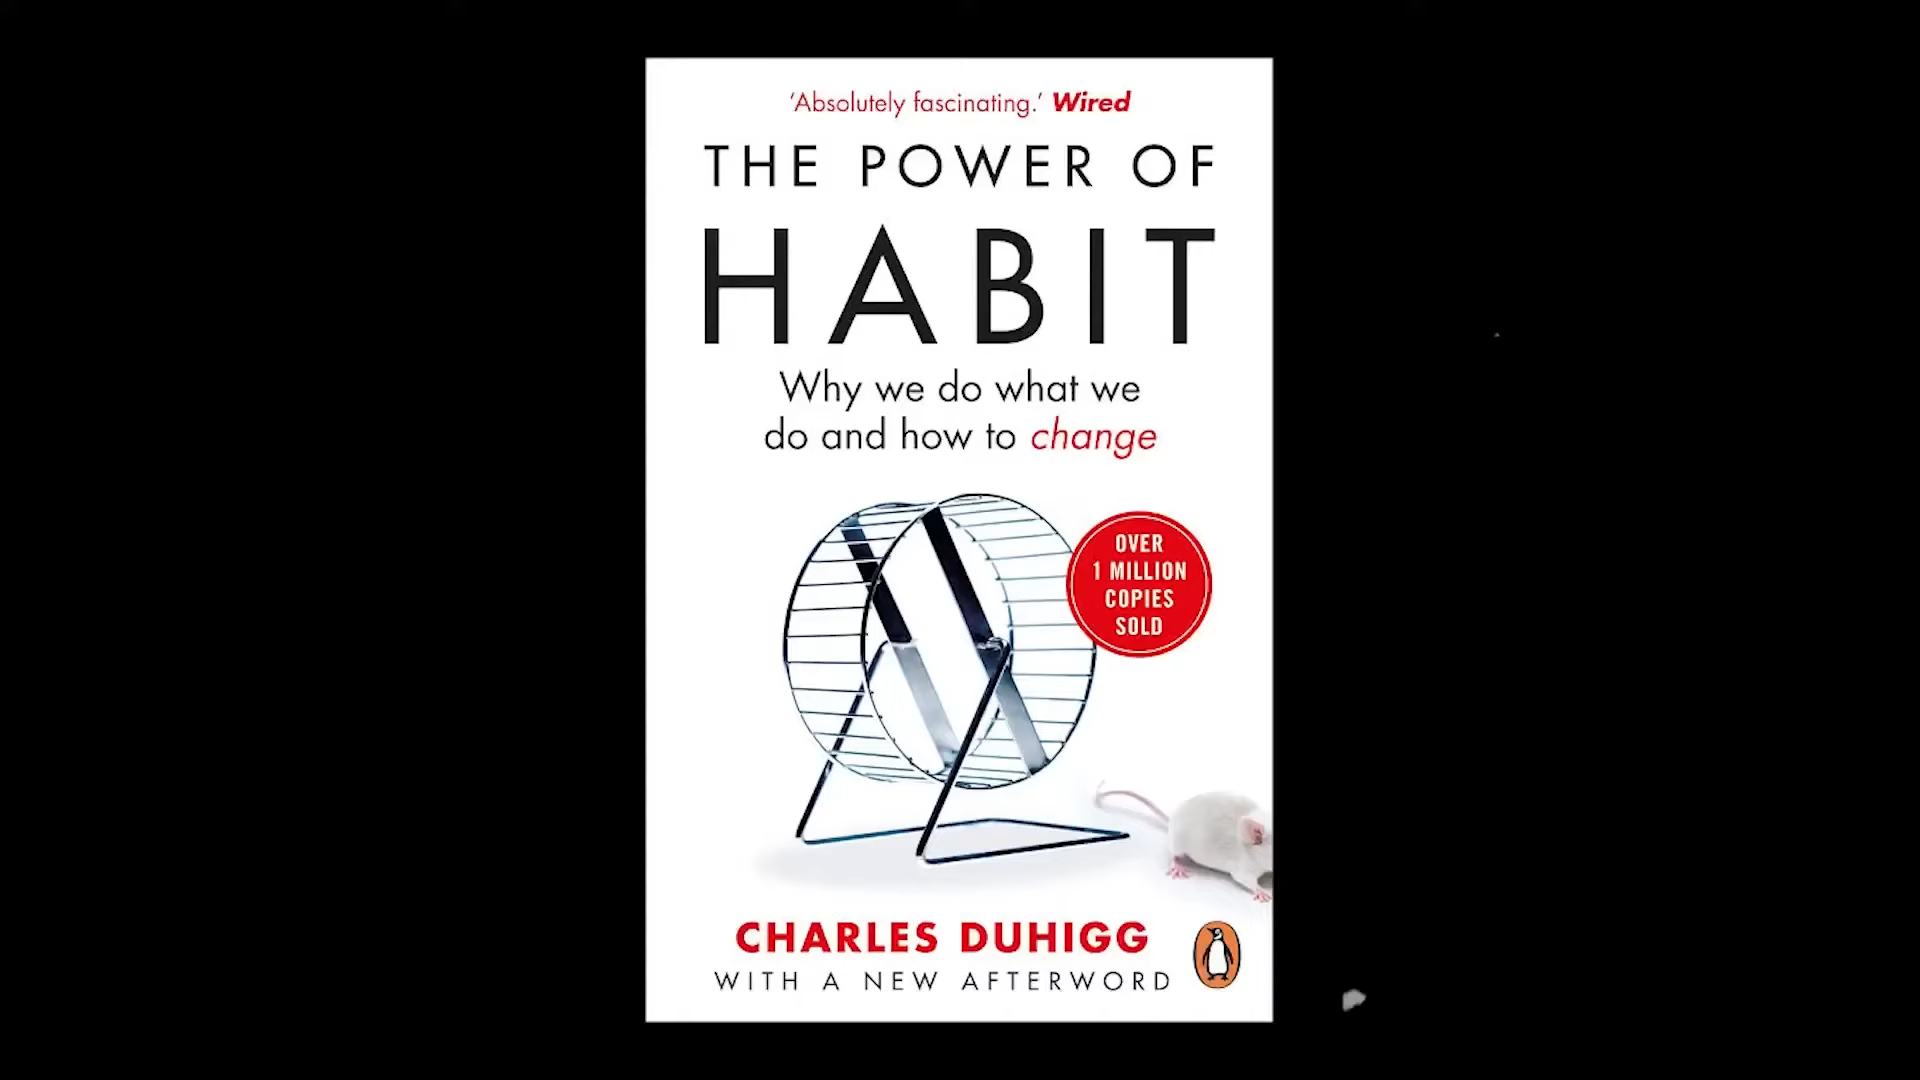 ‘Absolutely fascinating.’ Wired
THE POWER OF
HABIT
Why we do what we
do and how to change
OVER
1 MILLION
COPIES
SOLD
CHARLES DUHIGG
WITH A NEW AFTERWORD